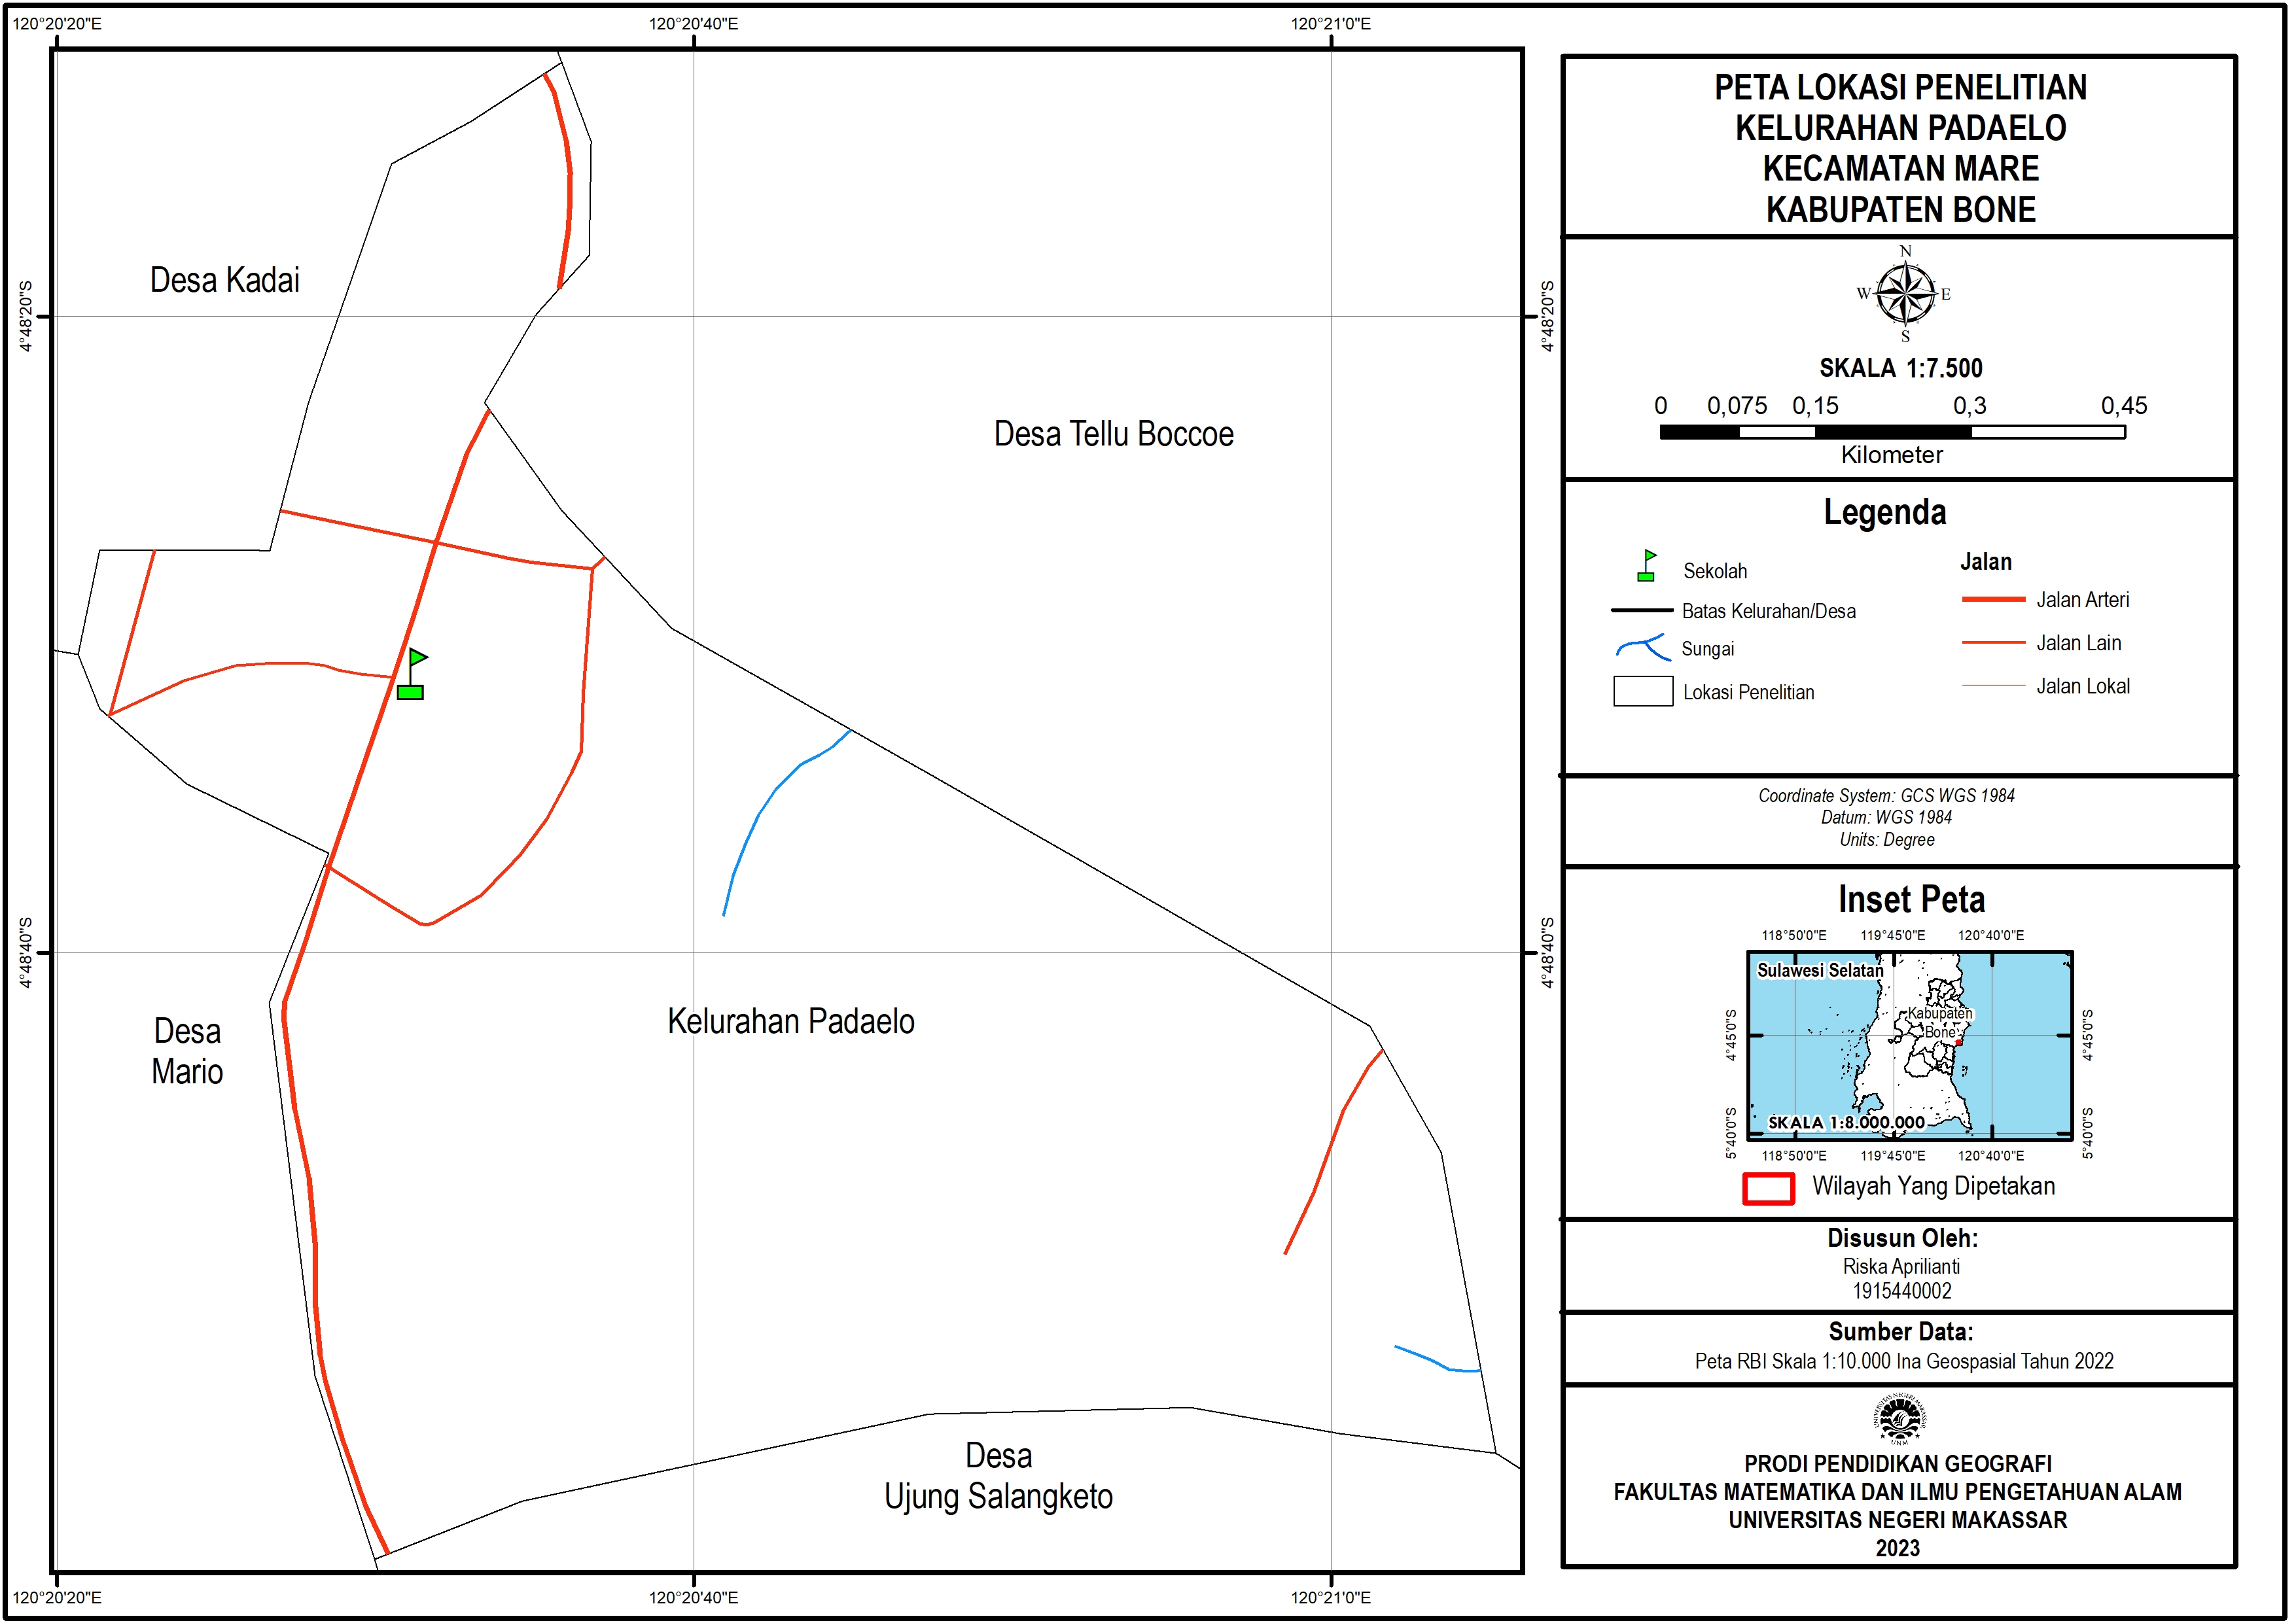 120°20'20"E
120°20'40"E
120°21'0"E
4°48'20"S
4°48'40"S
4°48'20"S
4°48'40"S
120°20'20"E
120°20'40"E
120°21'0"E
Desa Kadai
Desa Tellu Boccoe
Kelurahan Padaelo
Desa
Mario
Desa
Ujung Salangketo
PETA LOKASI PENELITIAN
KELURAHAN PADAELO
KECAMATAN MARE
KABUPATEN BONE
N
W
E
S
SKALA 1:7.500
0 0,075 0,15 0,3 0,45
Kilometer
Legenda
Sekolah
Batas Kelurahan/Desa
Sungai
Lokasi Penelitian
Jalan
Jalan Arteri
Jalan Lain
Jalan Lokal
Coordinate System: GCS WGS 1984
Datum: WGS 1984
Units: Degree
Inset Peta
118°50'0"E 119°45'0"E 120°40'0"E
Sulawesi Selatan
Kabupaten
Bone
4°45'0"S
4°45'0"S
5°40'0"S
5°40'0"S
SKALA 1:8.000.000
118°50'0"E 119°45'0"E 120°40'0"E
Wilayah Yang Dipetakan
Disusun Oleh:
Riska Aprilianti
1915440002
Sumber Data:
Peta RBI Skala 1:10.000 Ina Geospasial Tahun 2022
UNIVERSITAS NEGERI MAKASSAR
UNM
PRODI PENDIDIKAN GEOGRAFI
FAKULTAS MATEMATIKA DAN ILMU PENGETAHUAN ALAM
UNIVERSITAS NEGERI MAKASSAR
2023